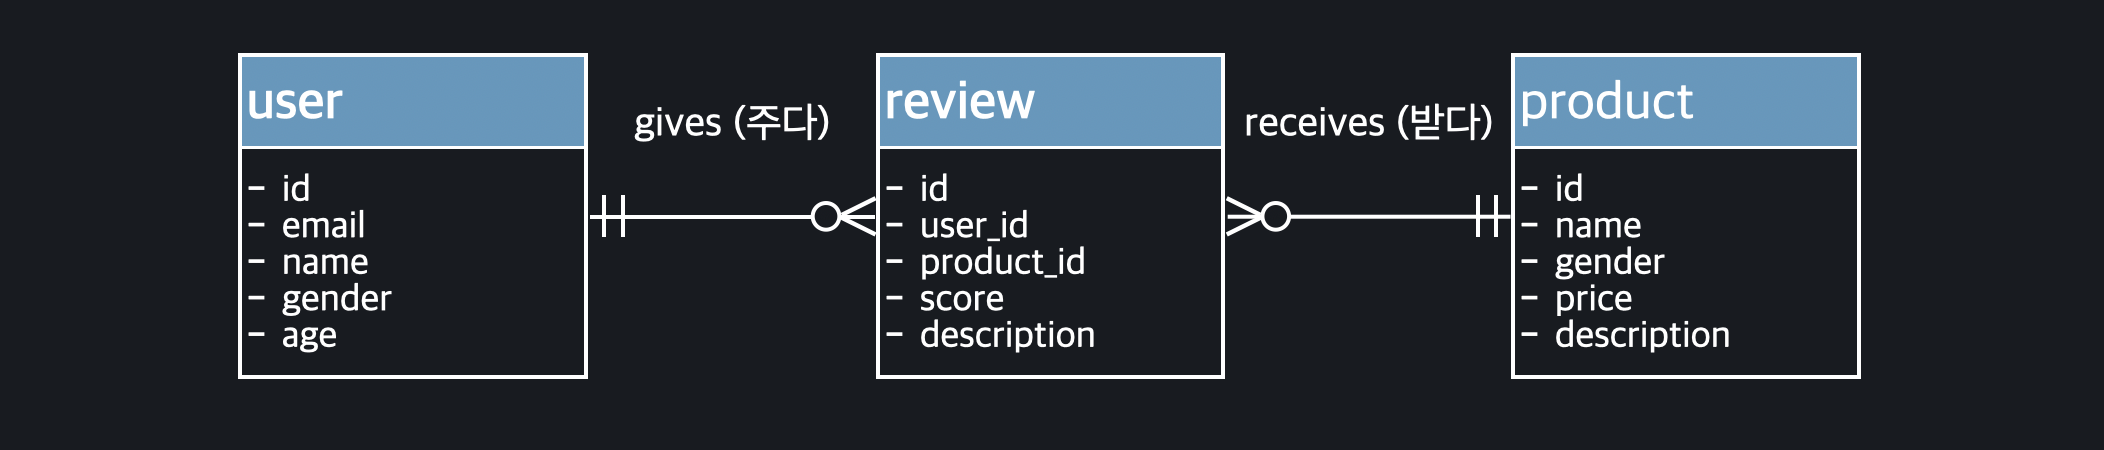 user
- id
- email
- name
- gender
- age
gives (주다)
review
- id
- user_id
- product_id
- score
- description
receives (받다)
product
- id
- name
- gender
- price
- description